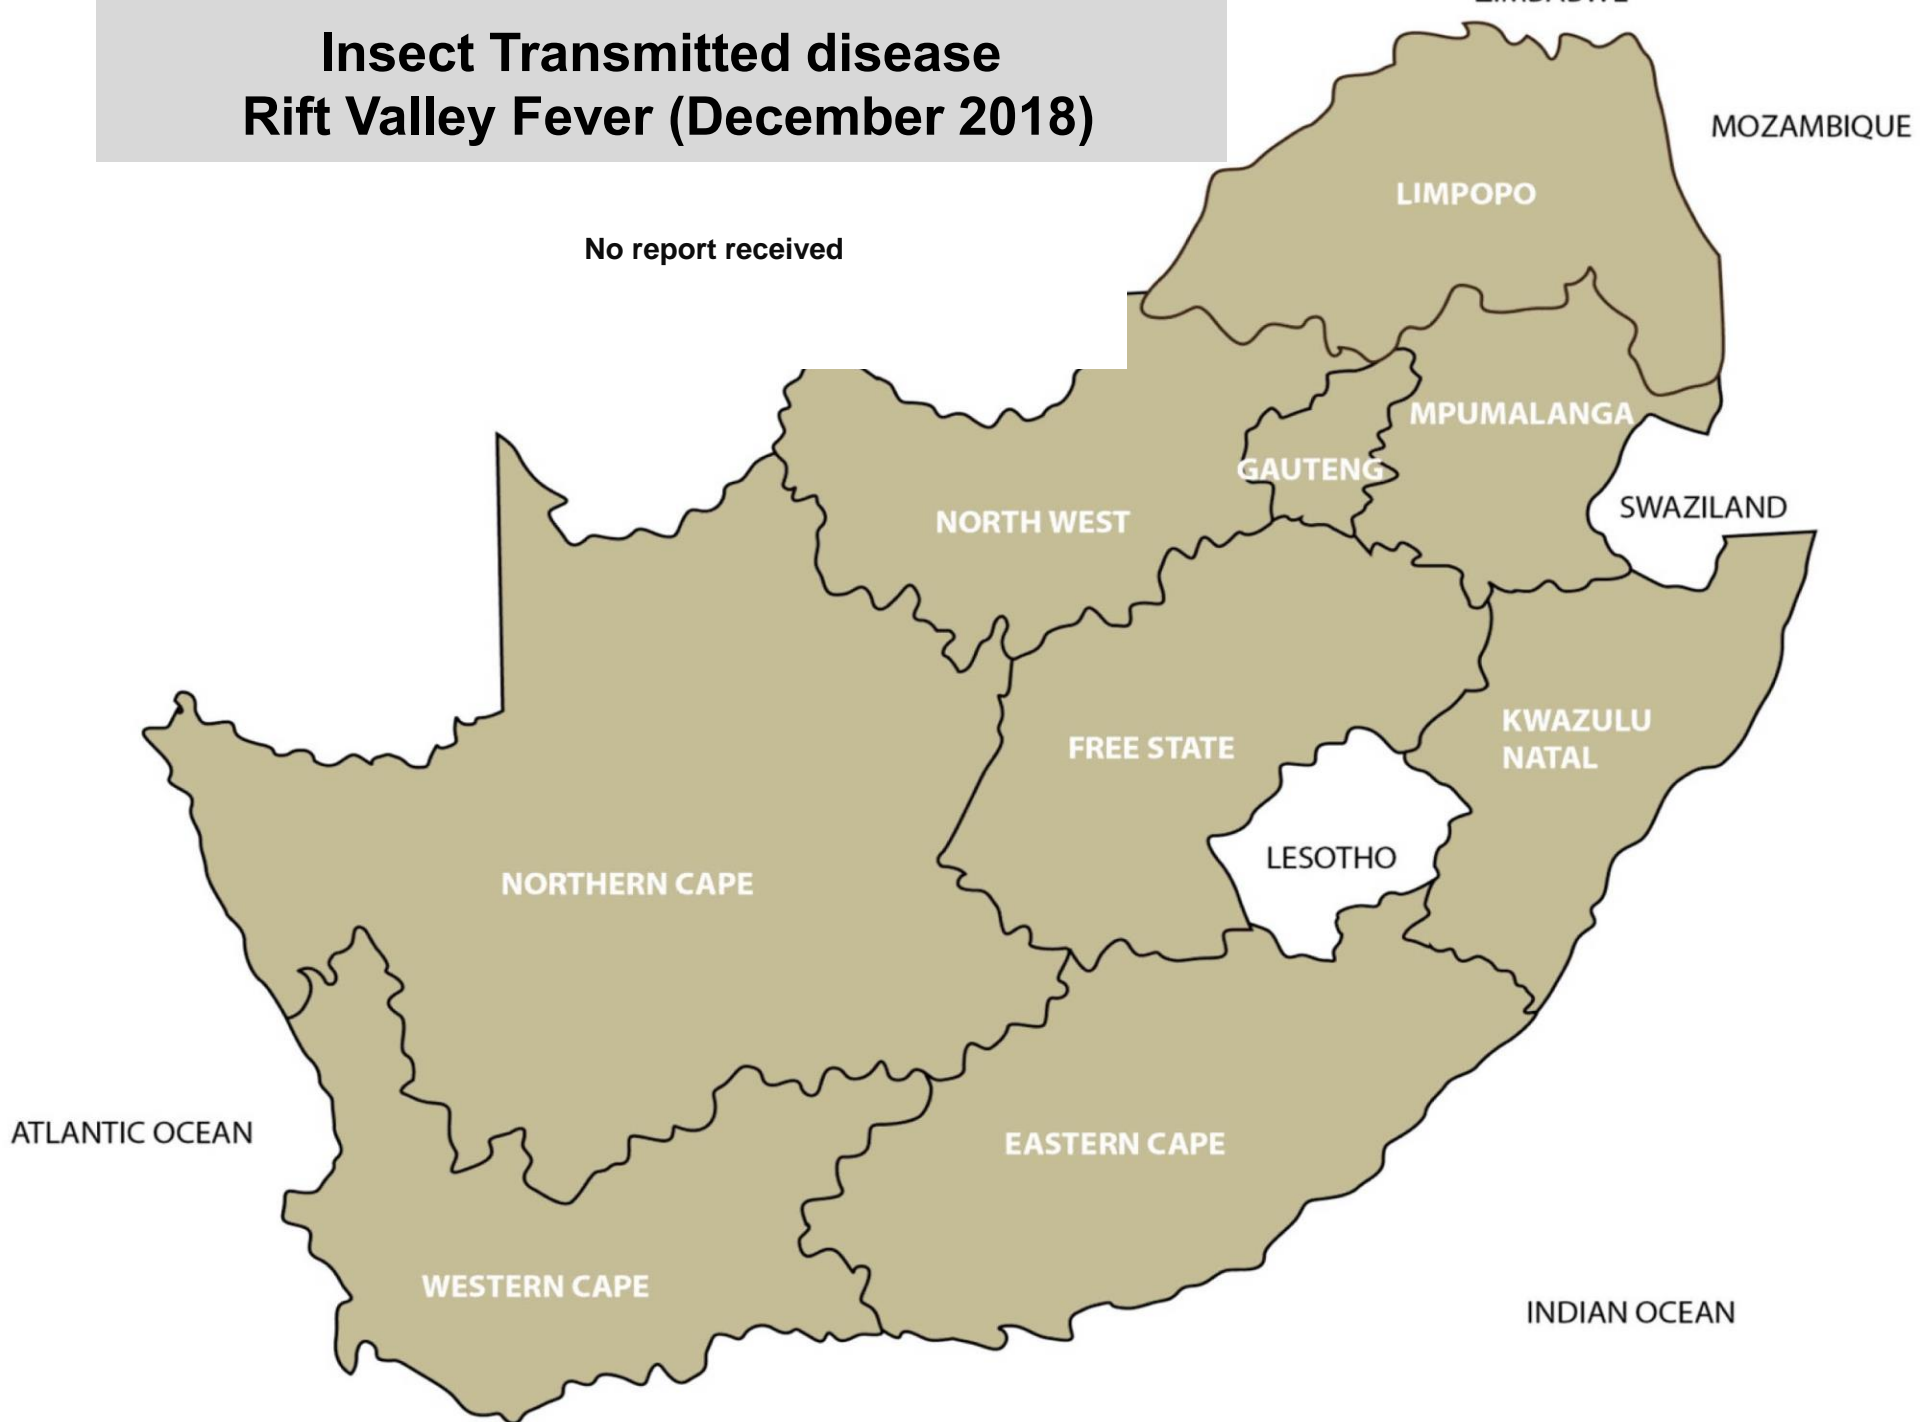 Insect Transmitted disease
Rift Valley Fever (December 2018)
MOZAMBIQUE
LIMPOPO
No report received
MPUMALANGA
GAUTENG
SWAZILAND
NORTH WEST
KWAZULU
NATAL
FREE STATE
LESOTHO
NORTHERN CAPE
ATLANTIC OCEAN
EASTERN CAPE
WESTERN CAPE
INDIAN OCEAN